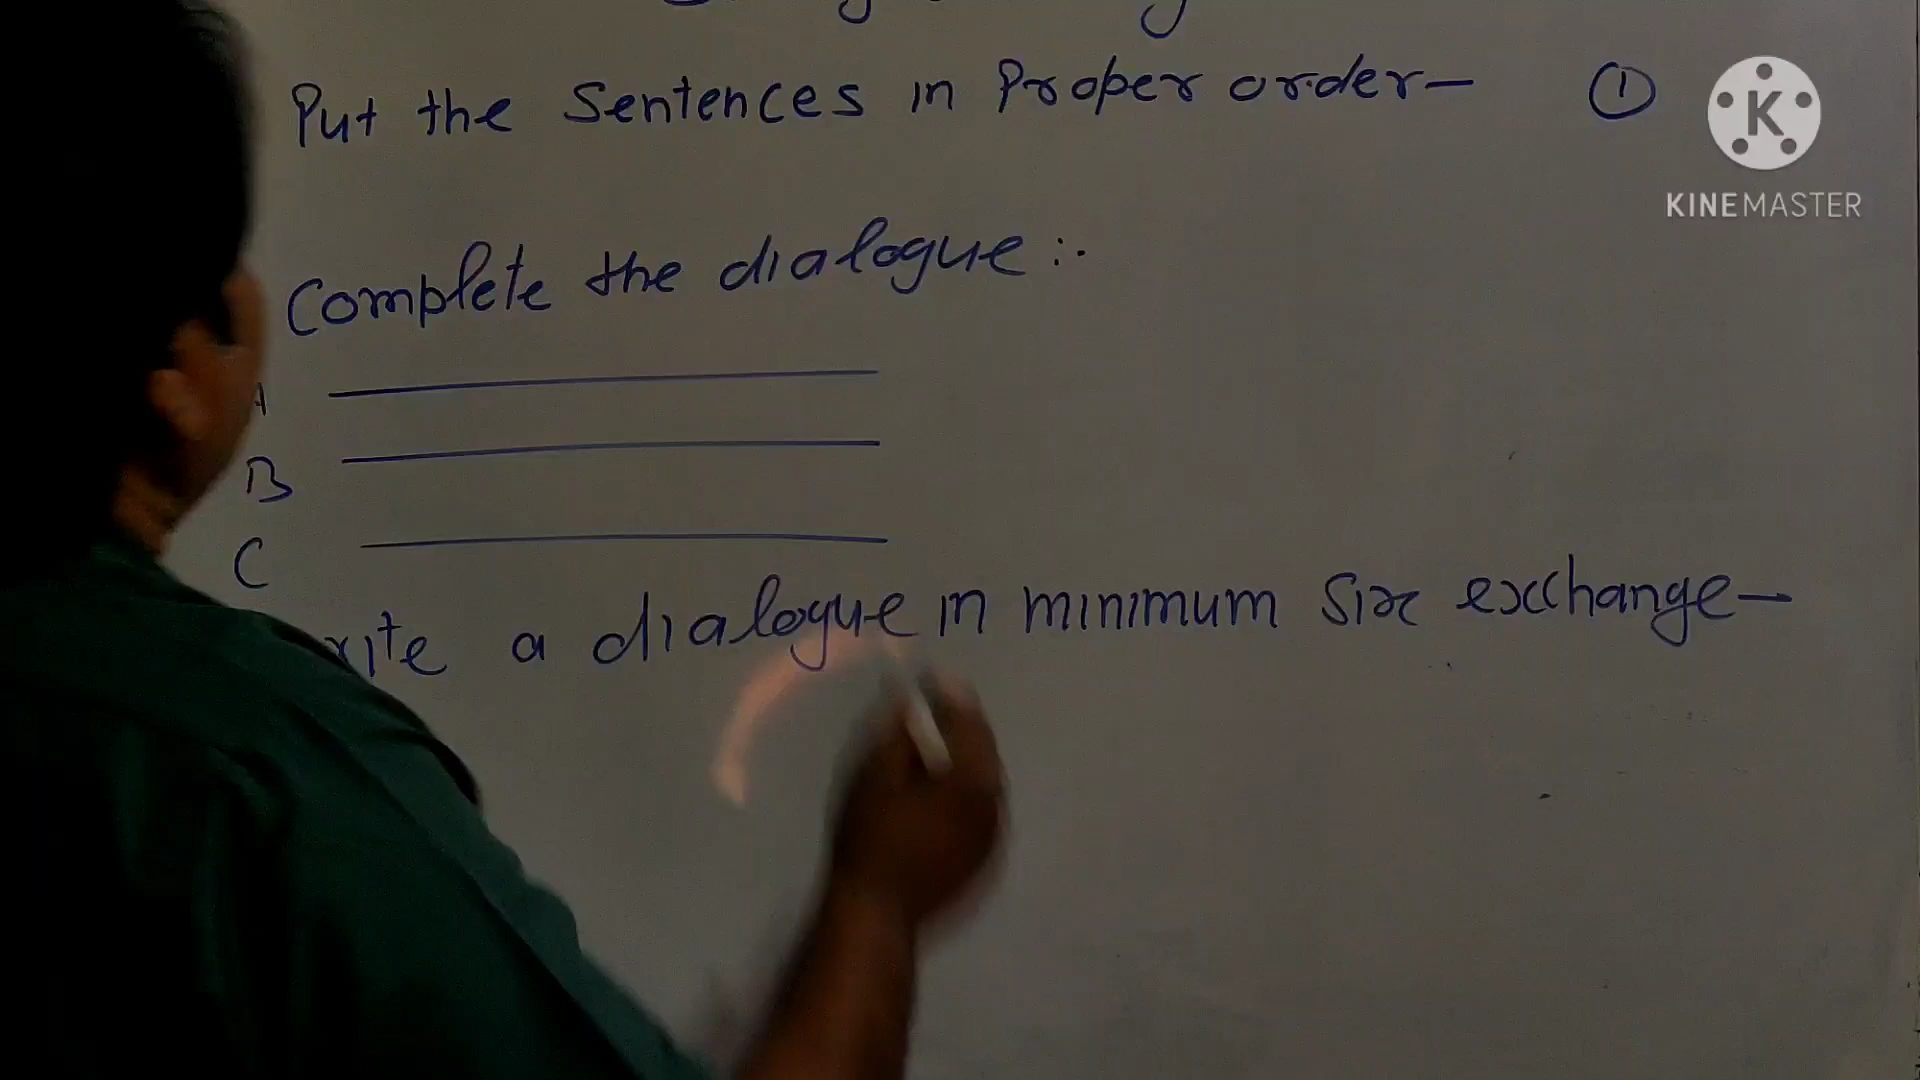 Put the Sentences in Proper order— ①
K
KINEMASTER
Complete the dialogue :-
A
B
C
a dialogue in minimum six exchange—